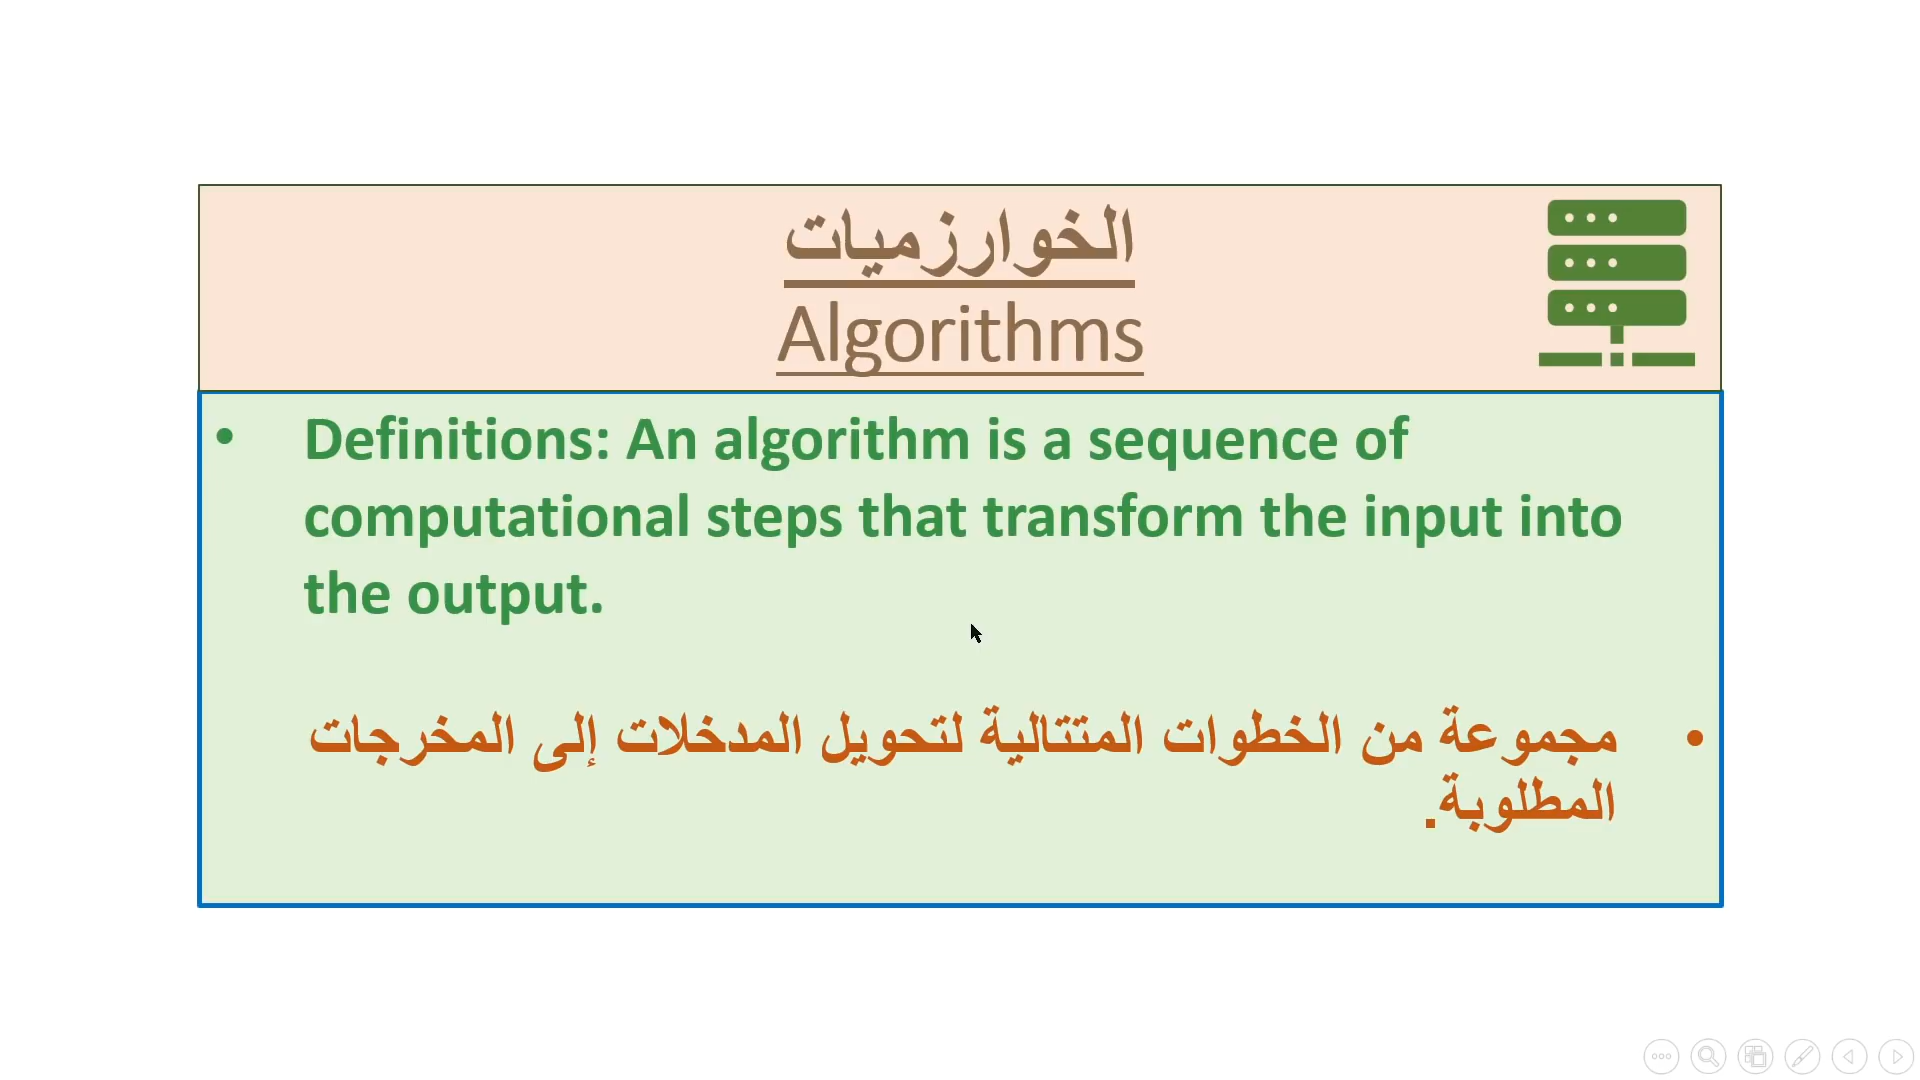 الخوارزميات
Algorithms
• Definitions: An algorithm is a sequence of
computational steps that transform the input into
the output.
• مجموعة من الخطوات المتتالية لتحويل المدخلات إلى المخرجات
المطلوبة.